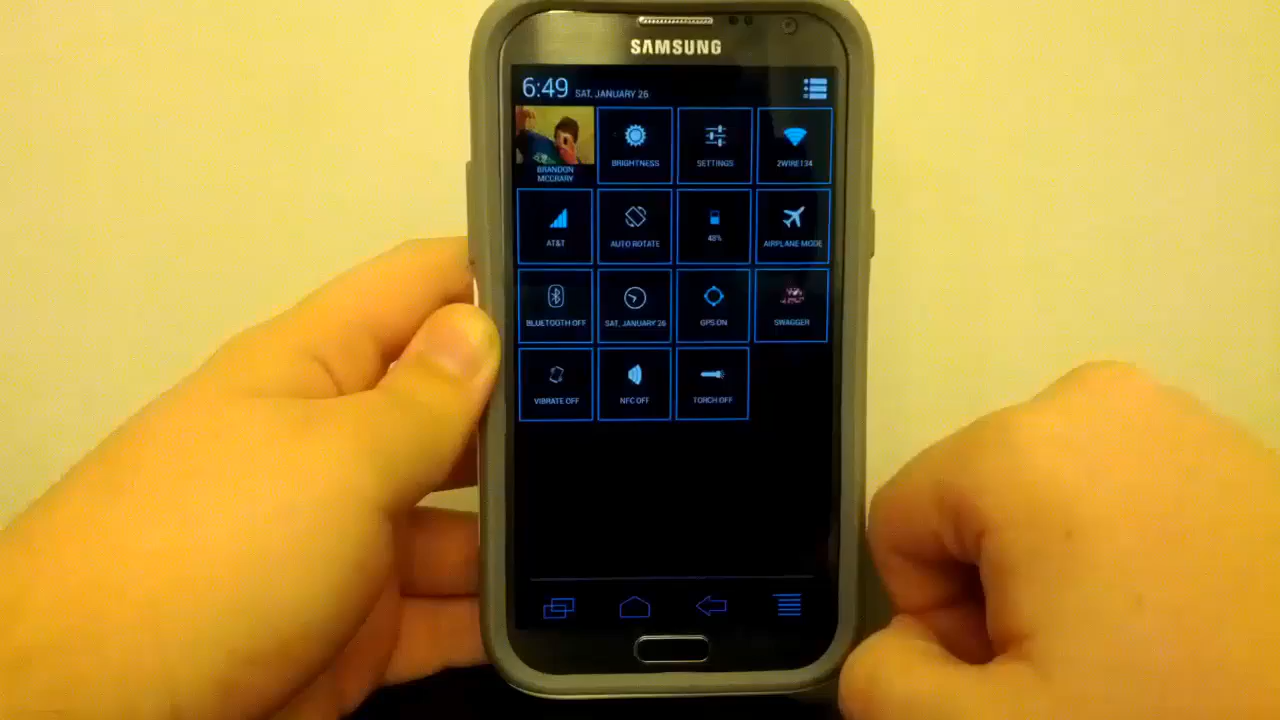 SAMSUNG
6:49 SAT, JANUARY 26
BRANDON
MCCRARY
BRIGHTNESS
SETTINGS
2WIRE134
AT&T
AUTO ROTATE
48%
AIRPLANE MODE
BLUETOOTH OFF
SAT, JANUARY 26
GPS ON
SWAGGER
VIBRATE OFF
NFC OFF
TORCH OFF